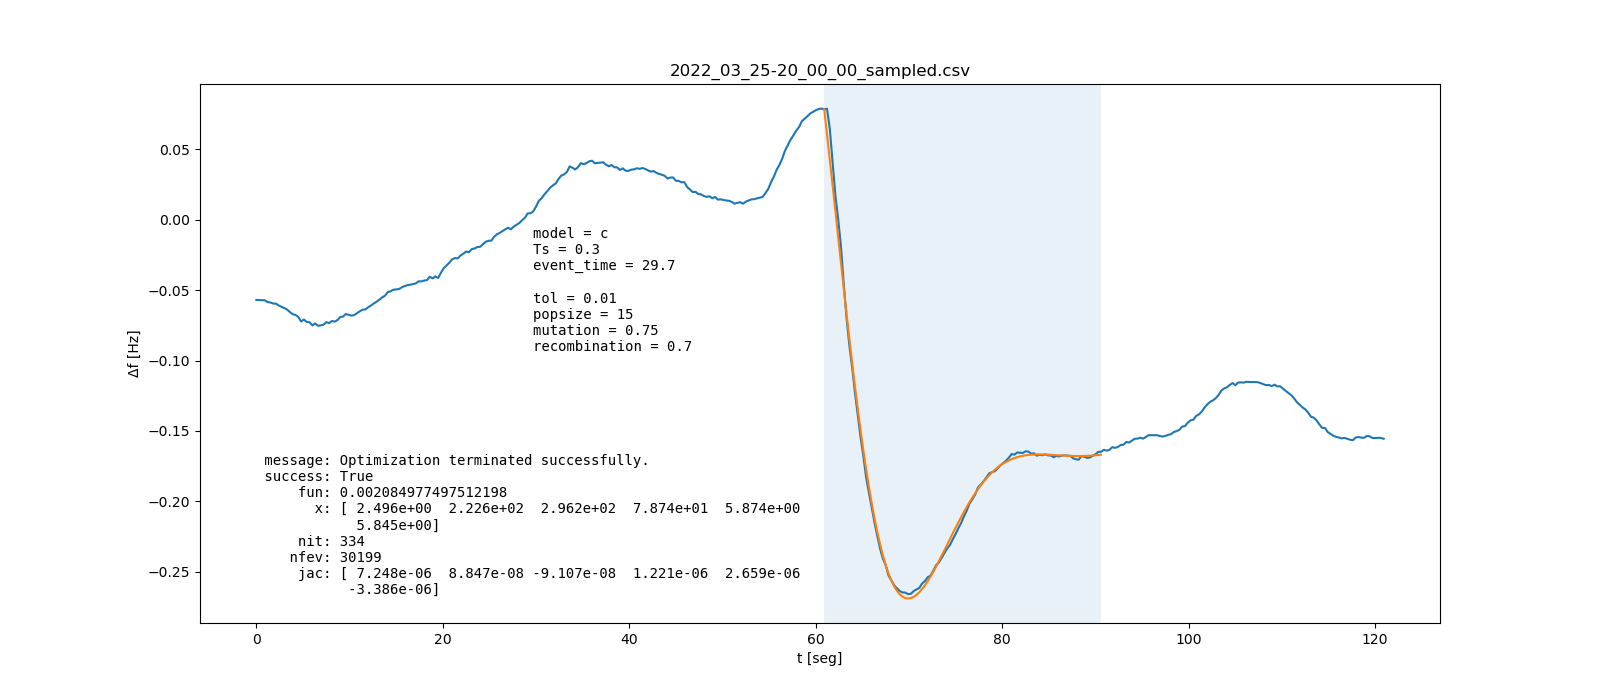 2022_03_25-20_00_00_sampled.csv
Δf [Hz]
0.05
0.00
−0.05
−0.10
−0.15
−0.20
−0.25
model = c
Ts = 0.3
event_time = 29.7
tol = 0.01
popsize = 15
mutation = 0.75
recombination = 0.7
message: Optimization terminated successfully.
success: True
fun: 0.002084977497512198
x: [ 2.496e+00  2.226e+02  2.962e+02  7.874e+01  5.874e+00
5.845e+00]
nit: 334
nfev: 30199
jac: [ 7.248e-06  8.847e-08 -9.107e-08  1.221e-06  2.659e-06
-3.386e-06]
0 20 40 60 80 100 120
t [seg]